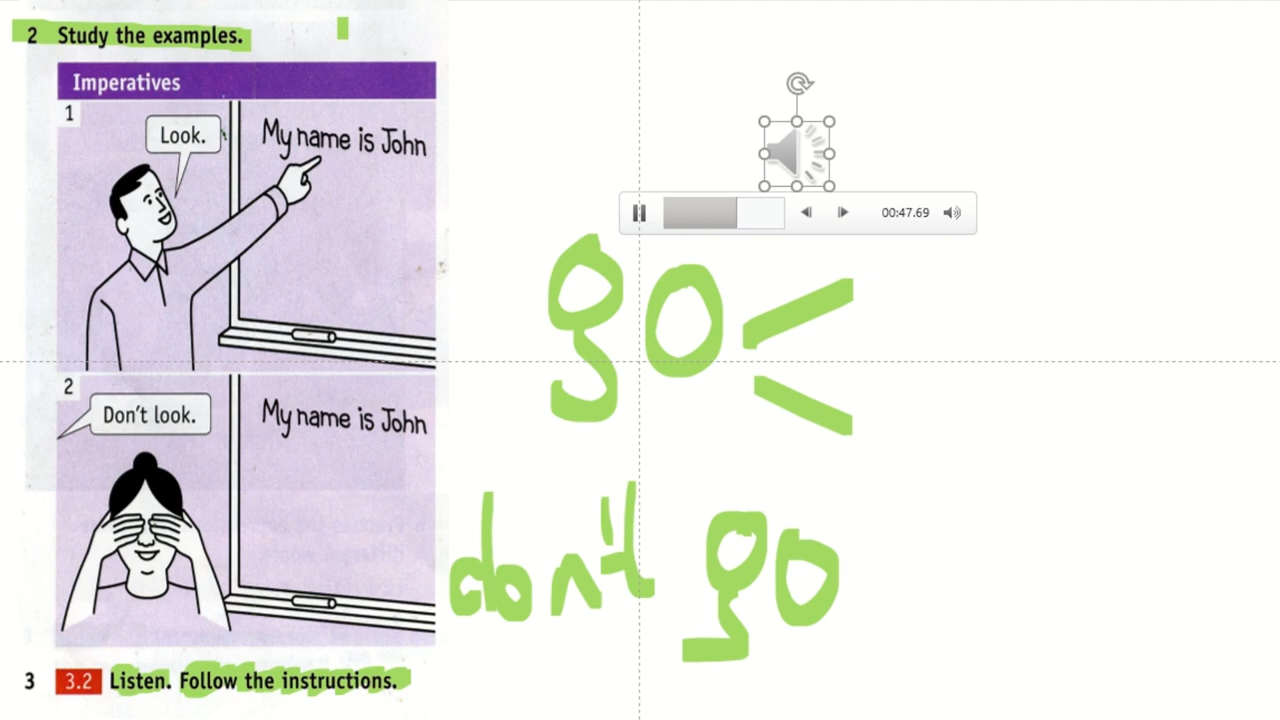 2 Study the examples.
Imperatives
1
Look.
My name is John
2
Don't look.
My name is John
3 3.2 Listen. Follow the instructions.
00:47.69
go
don't go